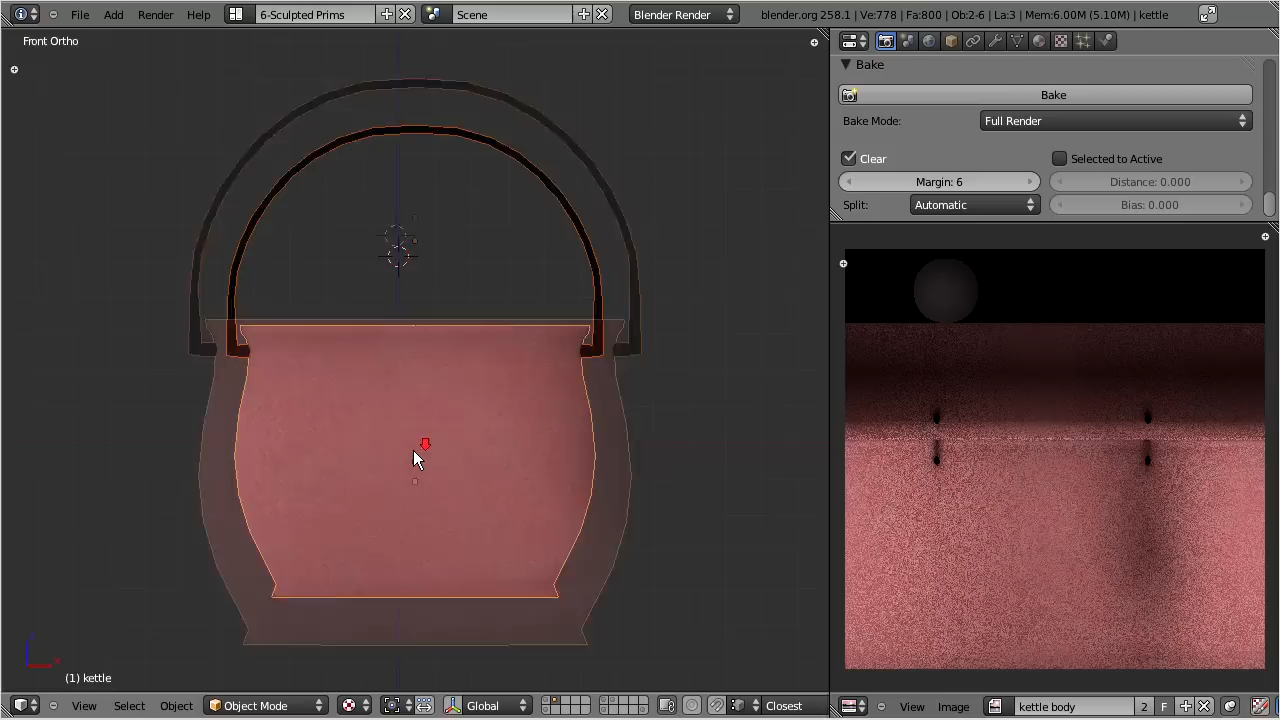 File Add Render Help 6-Sculpted Prims Scene Blender Render blender.org 258.1 | Ve:778 | Fa:800 | Ob:2-6 | La:3 | Mem:6.00M (5.10M) | kettle
Front Ortho
Bake
Bake
Bake Mode: Full Render
Clear Selected to Active
Margin: 6 Distance: 0.000
Split: Automatic Bias: 0.000
(1) kettle
View Select Object Object Mode Global Closest
View Image kettle body 2 F